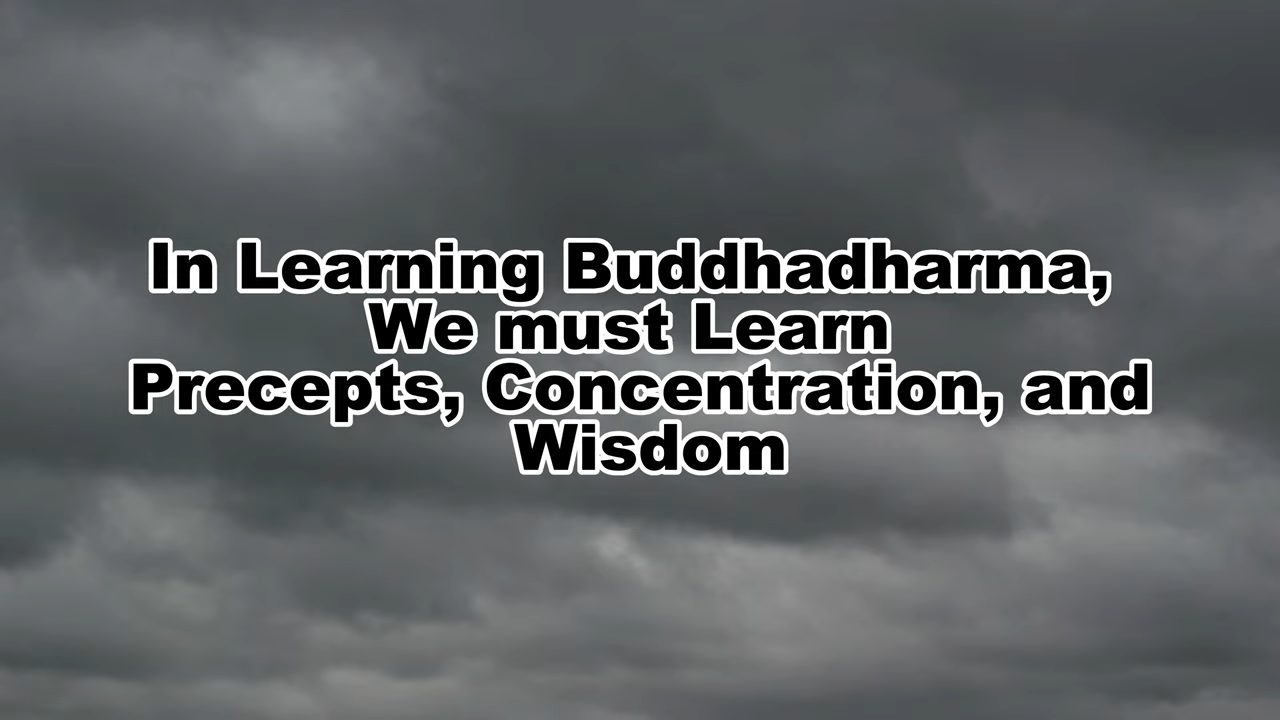 In Learning Buddhadharma,
We must Learn
Precepts, Concentration, and
Wisdom